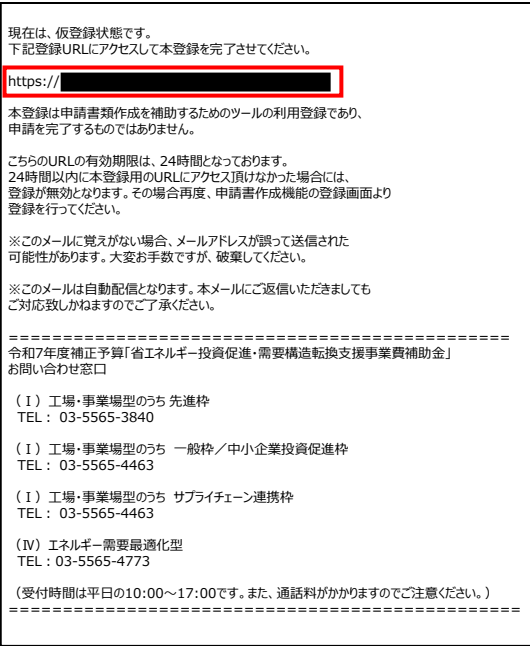 現在は、仮登録状態です。
下記登録URLにアクセスして本登録を完了させてください。
https://
本登録は申請書類作成を補助するためのツールの利用登録であり、
申請を完了するものではありません。
こちらのURLの有効期限は、24時間となっております。
24時間以内に本登録用のURLにアクセス頂けなかった場合には、
登録が無効となります。その場合再度、申請書作成機能の登録画面より
登録を行ってください。
※このメールに覚えがない場合、メールアドレスが誤って送信された
可能性があります。大変お手数ですが、破棄してください。
※このメールは自動配信となります。本メールにご返信いただきましても
ご対応致しかねますのでご了承ください。
===============================================
令和7年度補正予算「省エネルギー投資促進・需要構造転換支援事業費補助金」
お問い合わせ窓口
（Ⅰ）工場・事業場型のうち 先進枠
TEL： 03-5565-3840
（Ⅰ）工場・事業場型のうち 一般枠／中小企業投資促進枠
TEL： 03-5565-4463
（Ⅰ）工場・事業場型のうち サプライチェーン連携枠
TEL： 03-5565-4463
（Ⅳ）エネルギー需要最適化型
TEL：03-5565-4773
（受付時間は平日の10:00～17:00です。また、通話料がかかりますのでご注意ください。）
================================================